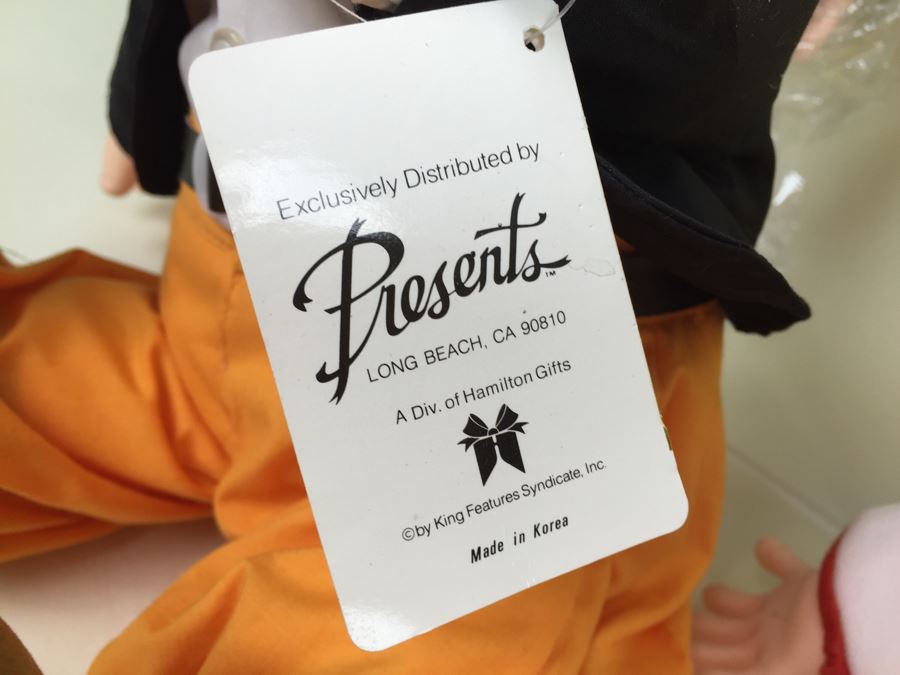 Exclusively Distributed by
Presents™
LONG BEACH, CA 90810
A Div. of Hamilton Gifts
©by King Features Syndicate, Inc.
Made in Korea